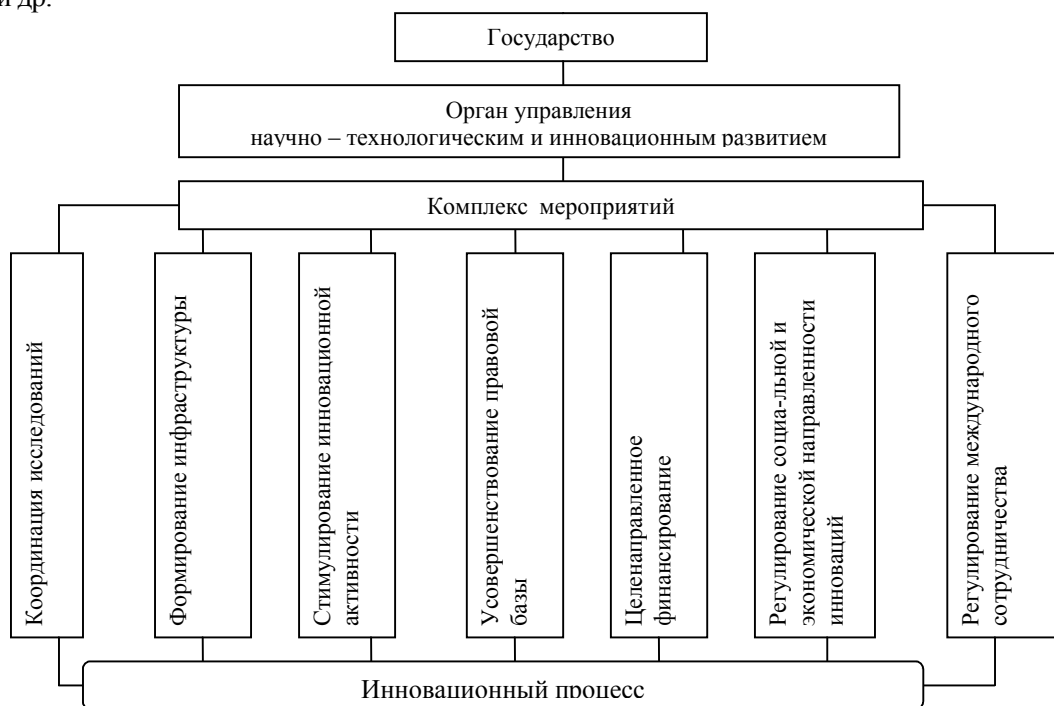 и др.
Государство
Орган управления
научно – технологическим и инновационным развитием
Комплекс мероприятий
Координация исследований
Формирование инфраструктуры
Стимулирование инновационной
активности
Усовершенствование правовой
базы
Целенаправленное
финансирование
Регулирование социа-льной и
экономической направленности
инноваций
Регулирование международного
сотрудничества
Инновационный процесс